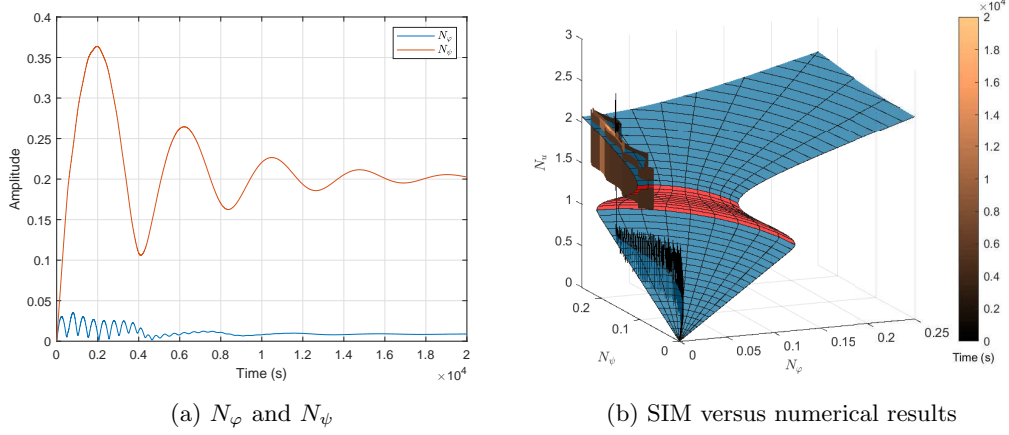 0.4
0.35
0.3
0.25
0.2
0.15
0.1
0.05
0
Amplitude
0 0.2 0.4 0.6 0.8 1 1.2 1.4 1.6 1.8 2
Time (s)
×10⁴
N_φ
N_ψ
3
2.5
2
1.5
1
0.5
0
N_u
0.2
0.1
0
N_ψ
0 0.05 0.1 0.15 0.2 0.25
N_φ
×10⁴
2
1.8
1.6
1.4
1.2
1
0.8
0.6
0.4
0.2
0
Time (s)
(a) N_φ and N_ψ
(b) SIM versus numerical results